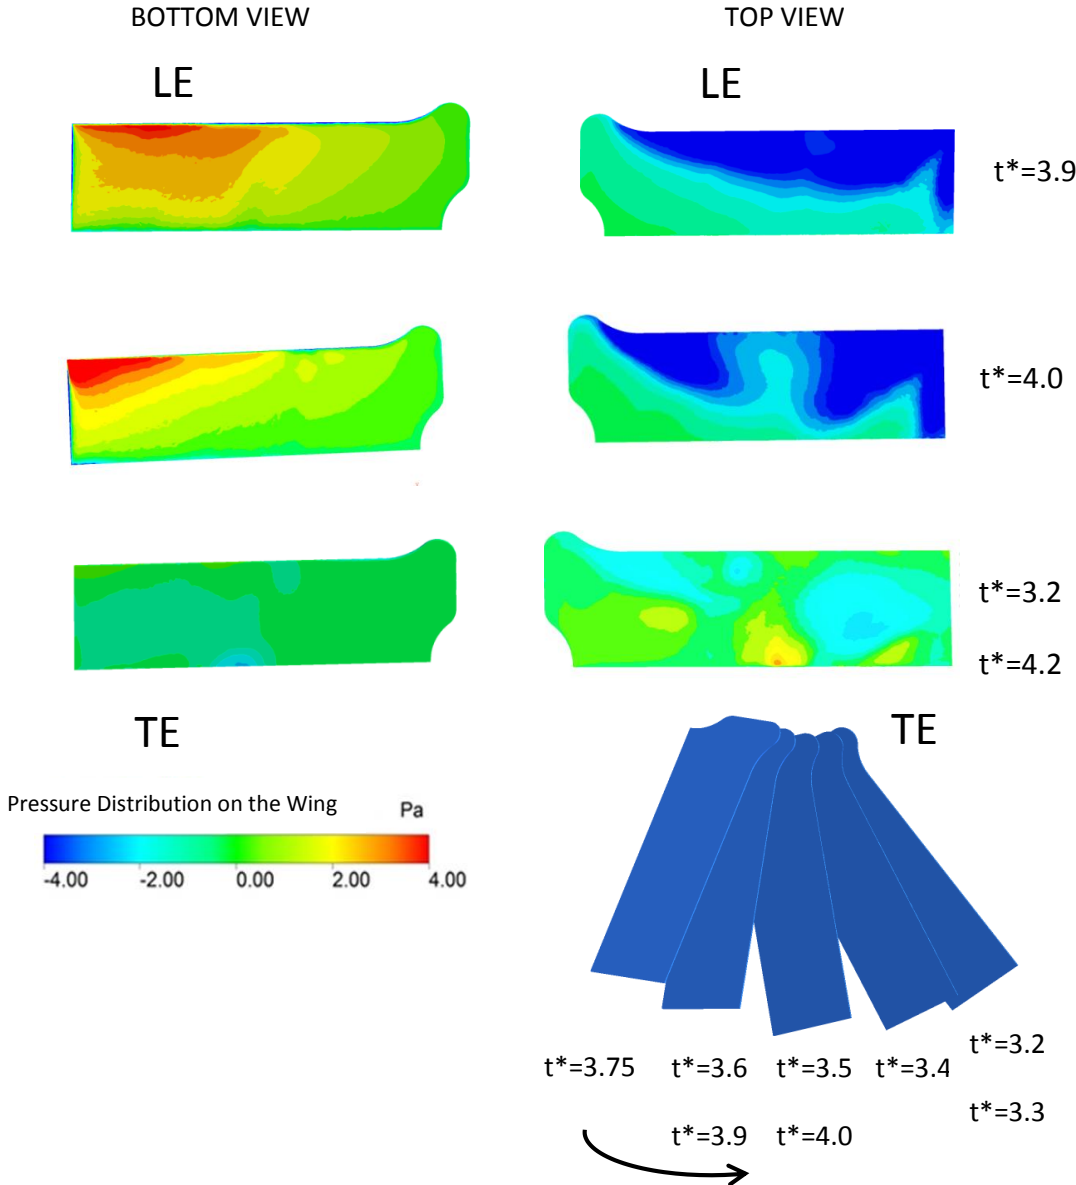 BOTTOM VIEW
TOP VIEW
LE
LE
t*=3.9
t*=4.0
t*=3.2
t*=4.2
TE
TE
Pressure Distribution on the Wing
Pa
-4.00 -2.00 0.00 2.00 4.00
t*=3.2
t*=3.75 t*=3.6 t*=3.5 t*=3.4
t*=3.3
t*=3.9 t*=4.0